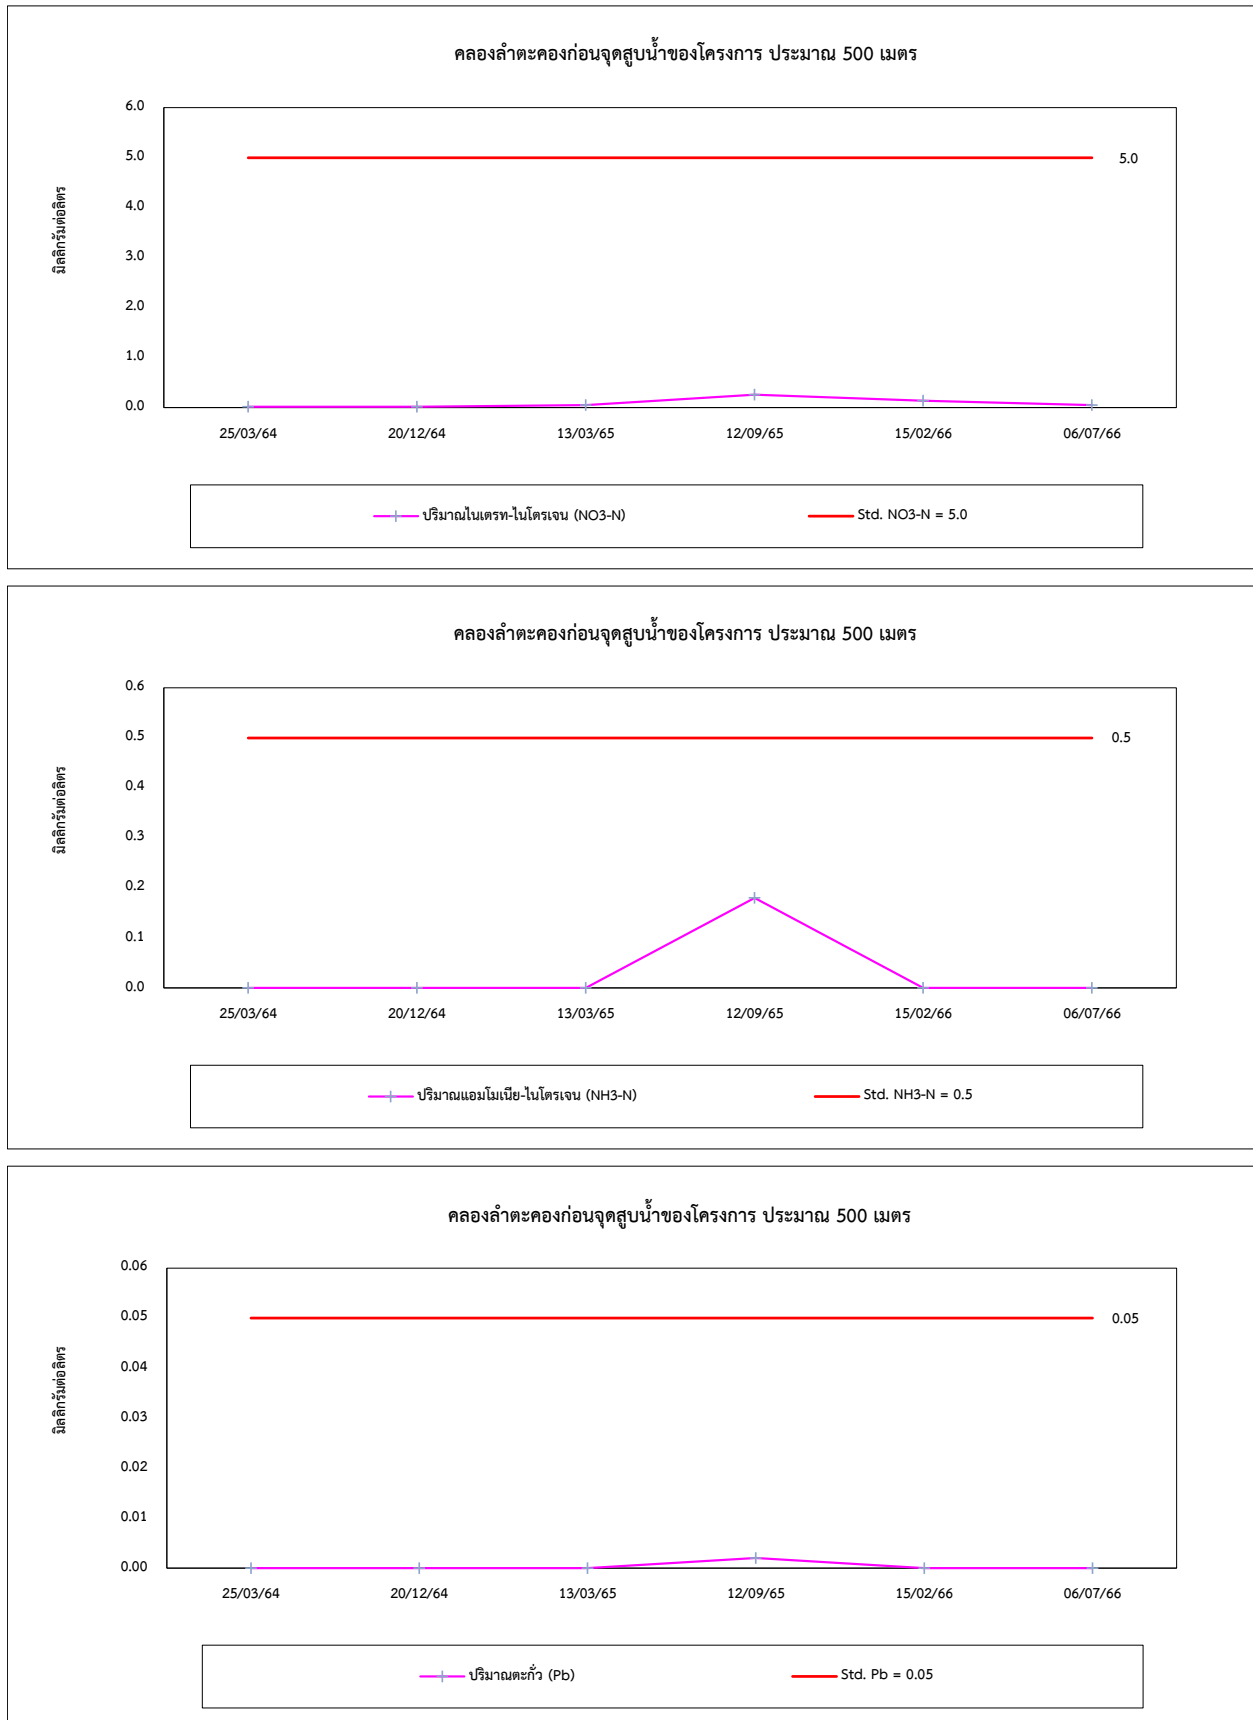 คลองลำตะคองก่อนจุดสูบน้ำของโครงการ ประมาณ 500 เมตร
6.0
5.0
4.0
3.0
2.0
1.0
0.0
มิลลิกรัมต่อลิตร
5.0
25/03/64 20/12/64 13/03/65 12/09/65 15/02/66 06/07/66
ปริมาณไนเตรท-ไนโตรเจน (NO3-N) Std. NO3-N = 5.0
คลองลำตะคองก่อนจุดสูบน้ำของโครงการ ประมาณ 500 เมตร
0.6
0.5
0.4
0.3
0.2
0.1
0.0
มิลลิกรัมต่อลิตร
0.5
25/03/64 20/12/64 13/03/65 12/09/65 15/02/66 06/07/66
ปริมาณแอมโมเนีย-ไนโตรเจน (NH3-N) Std. NH3-N = 0.5
คลองลำตะคองก่อนจุดสูบน้ำของโครงการ ประมาณ 500 เมตร
0.06
0.05
0.04
0.03
0.02
0.01
0.00
มิลลิกรัมต่อลิตร
0.05
25/03/64 20/12/64 13/03/65 12/09/65 15/02/66 06/07/66
ปริมาณตะกั่ว (Pb) Std. Pb = 0.05